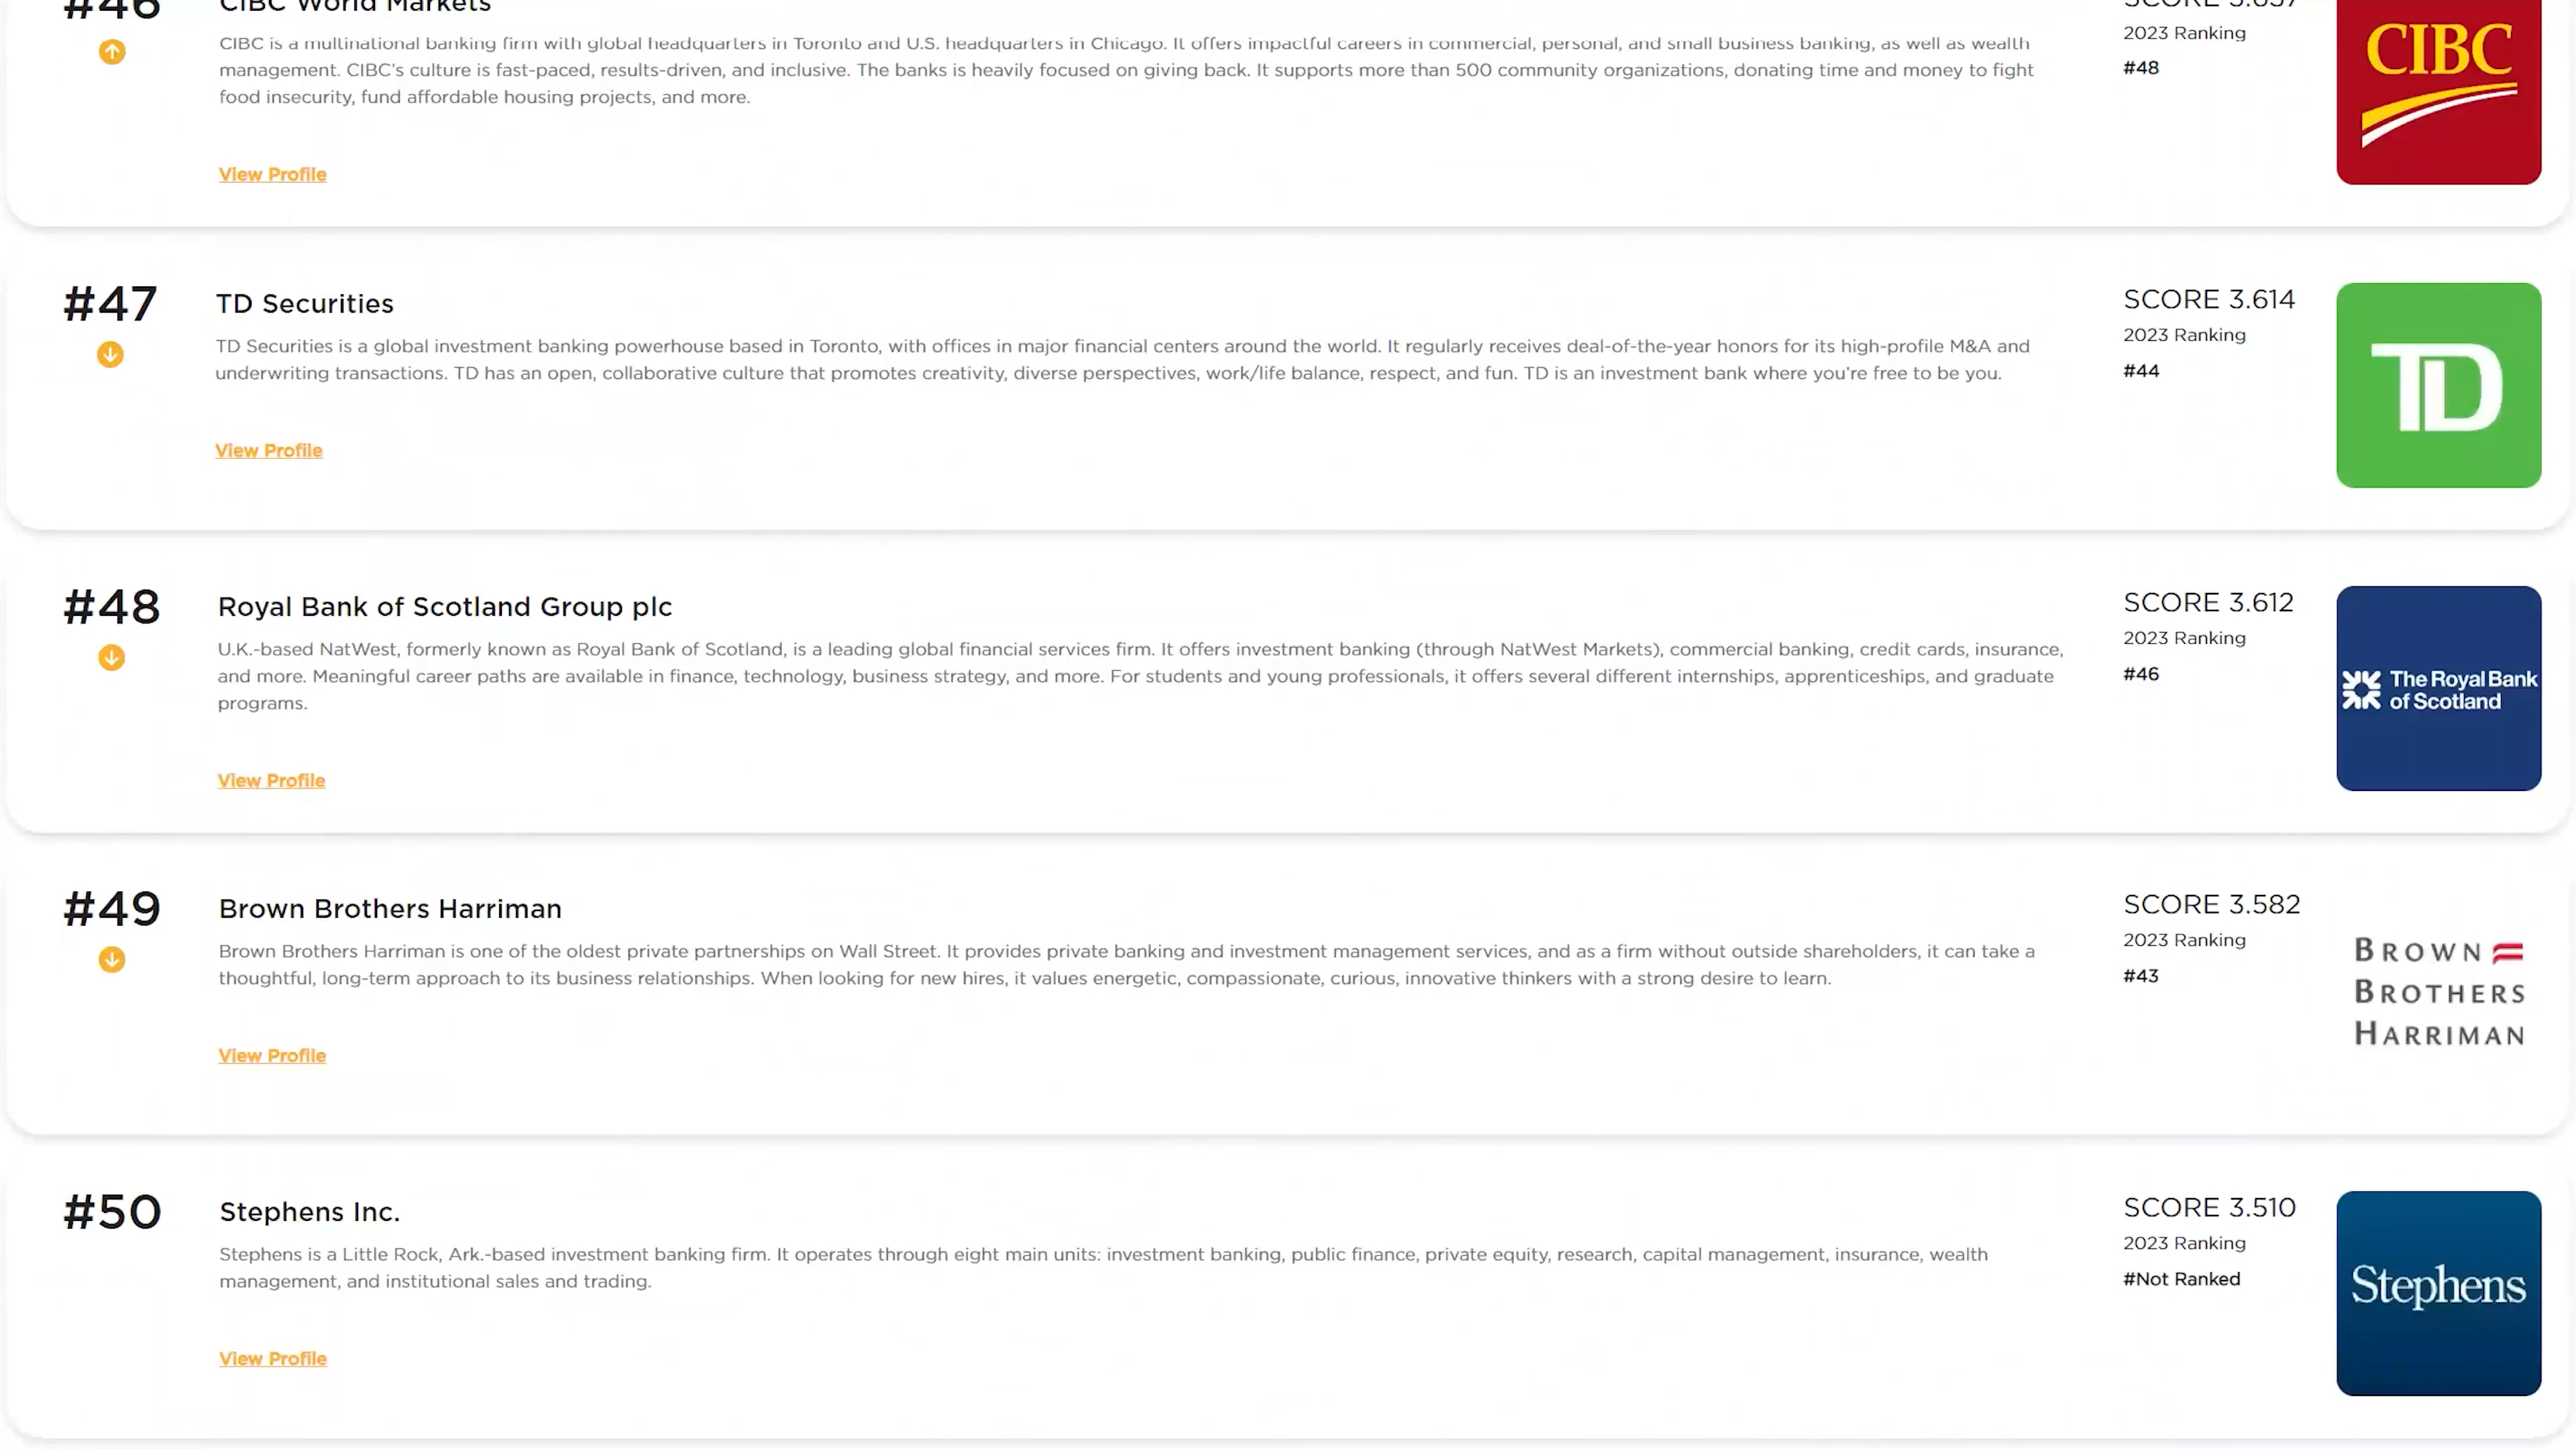 #46
CIBC World Markets
SCORE 3.637
CIBC is a multinational banking firm with global headquarters in Toronto and U.S. headquarters in Chicago. It offers impactful careers in commercial, personal, and small business banking, as well as wealth
management. CIBC's culture is fast-paced, results-driven, and inclusive. The banks is heavily focused on giving back. It supports more than 500 community organizations, donating time and money to fight
food insecurity, fund affordable housing projects, and more.
2023 Ranking
#48
CIBC
View Profile
#47
TD Securities
TD Securities is a global investment banking powerhouse based in Toronto, with offices in major financial centers around the world. It regularly receives deal-of-the-year honors for its high-profile M&A and
underwriting transactions. TD has an open, collaborative culture that promotes creativity, diverse perspectives, work/life balance, respect, and fun. TD is an investment bank where you're free to be you.
View Profile
SCORE 3.614
2023 Ranking
#44
TD
#48
Royal Bank of Scotland Group plc
U.K.-based NatWest, formerly known as Royal Bank of Scotland, is a leading global financial services firm. It offers investment banking (through NatWest Markets), commercial banking, credit cards, insurance,
and more. Meaningful career paths are available in finance, technology, business strategy, and more. For students and young professionals, it offers several different internships, apprenticeships, and graduate
programs.
View Profile
SCORE 3.612
2023 Ranking
#46
The Royal Bank
of Scotland
#49
Brown Brothers Harriman
Brown Brothers Harriman is one of the oldest private partnerships on Wall Street. It provides private banking and investment management services, and as a firm without outside shareholders, it can take a
thoughtful, long-term approach to its business relationships. When looking for new hires, it values energetic, compassionate, curious, innovative thinkers with a strong desire to learn.
View Profile
SCORE 3.582
2023 Ranking
#43
BROWN
BROTHERS
HARRIMAN
#50
Stephens Inc.
Stephens is a Little Rock, Ark.-based investment banking firm. It operates through eight main units: investment banking, public finance, private equity, research, capital management, insurance, wealth
management, and institutional sales and trading.
View Profile
SCORE 3.510
2023 Ranking
#Not Ranked
Stephens